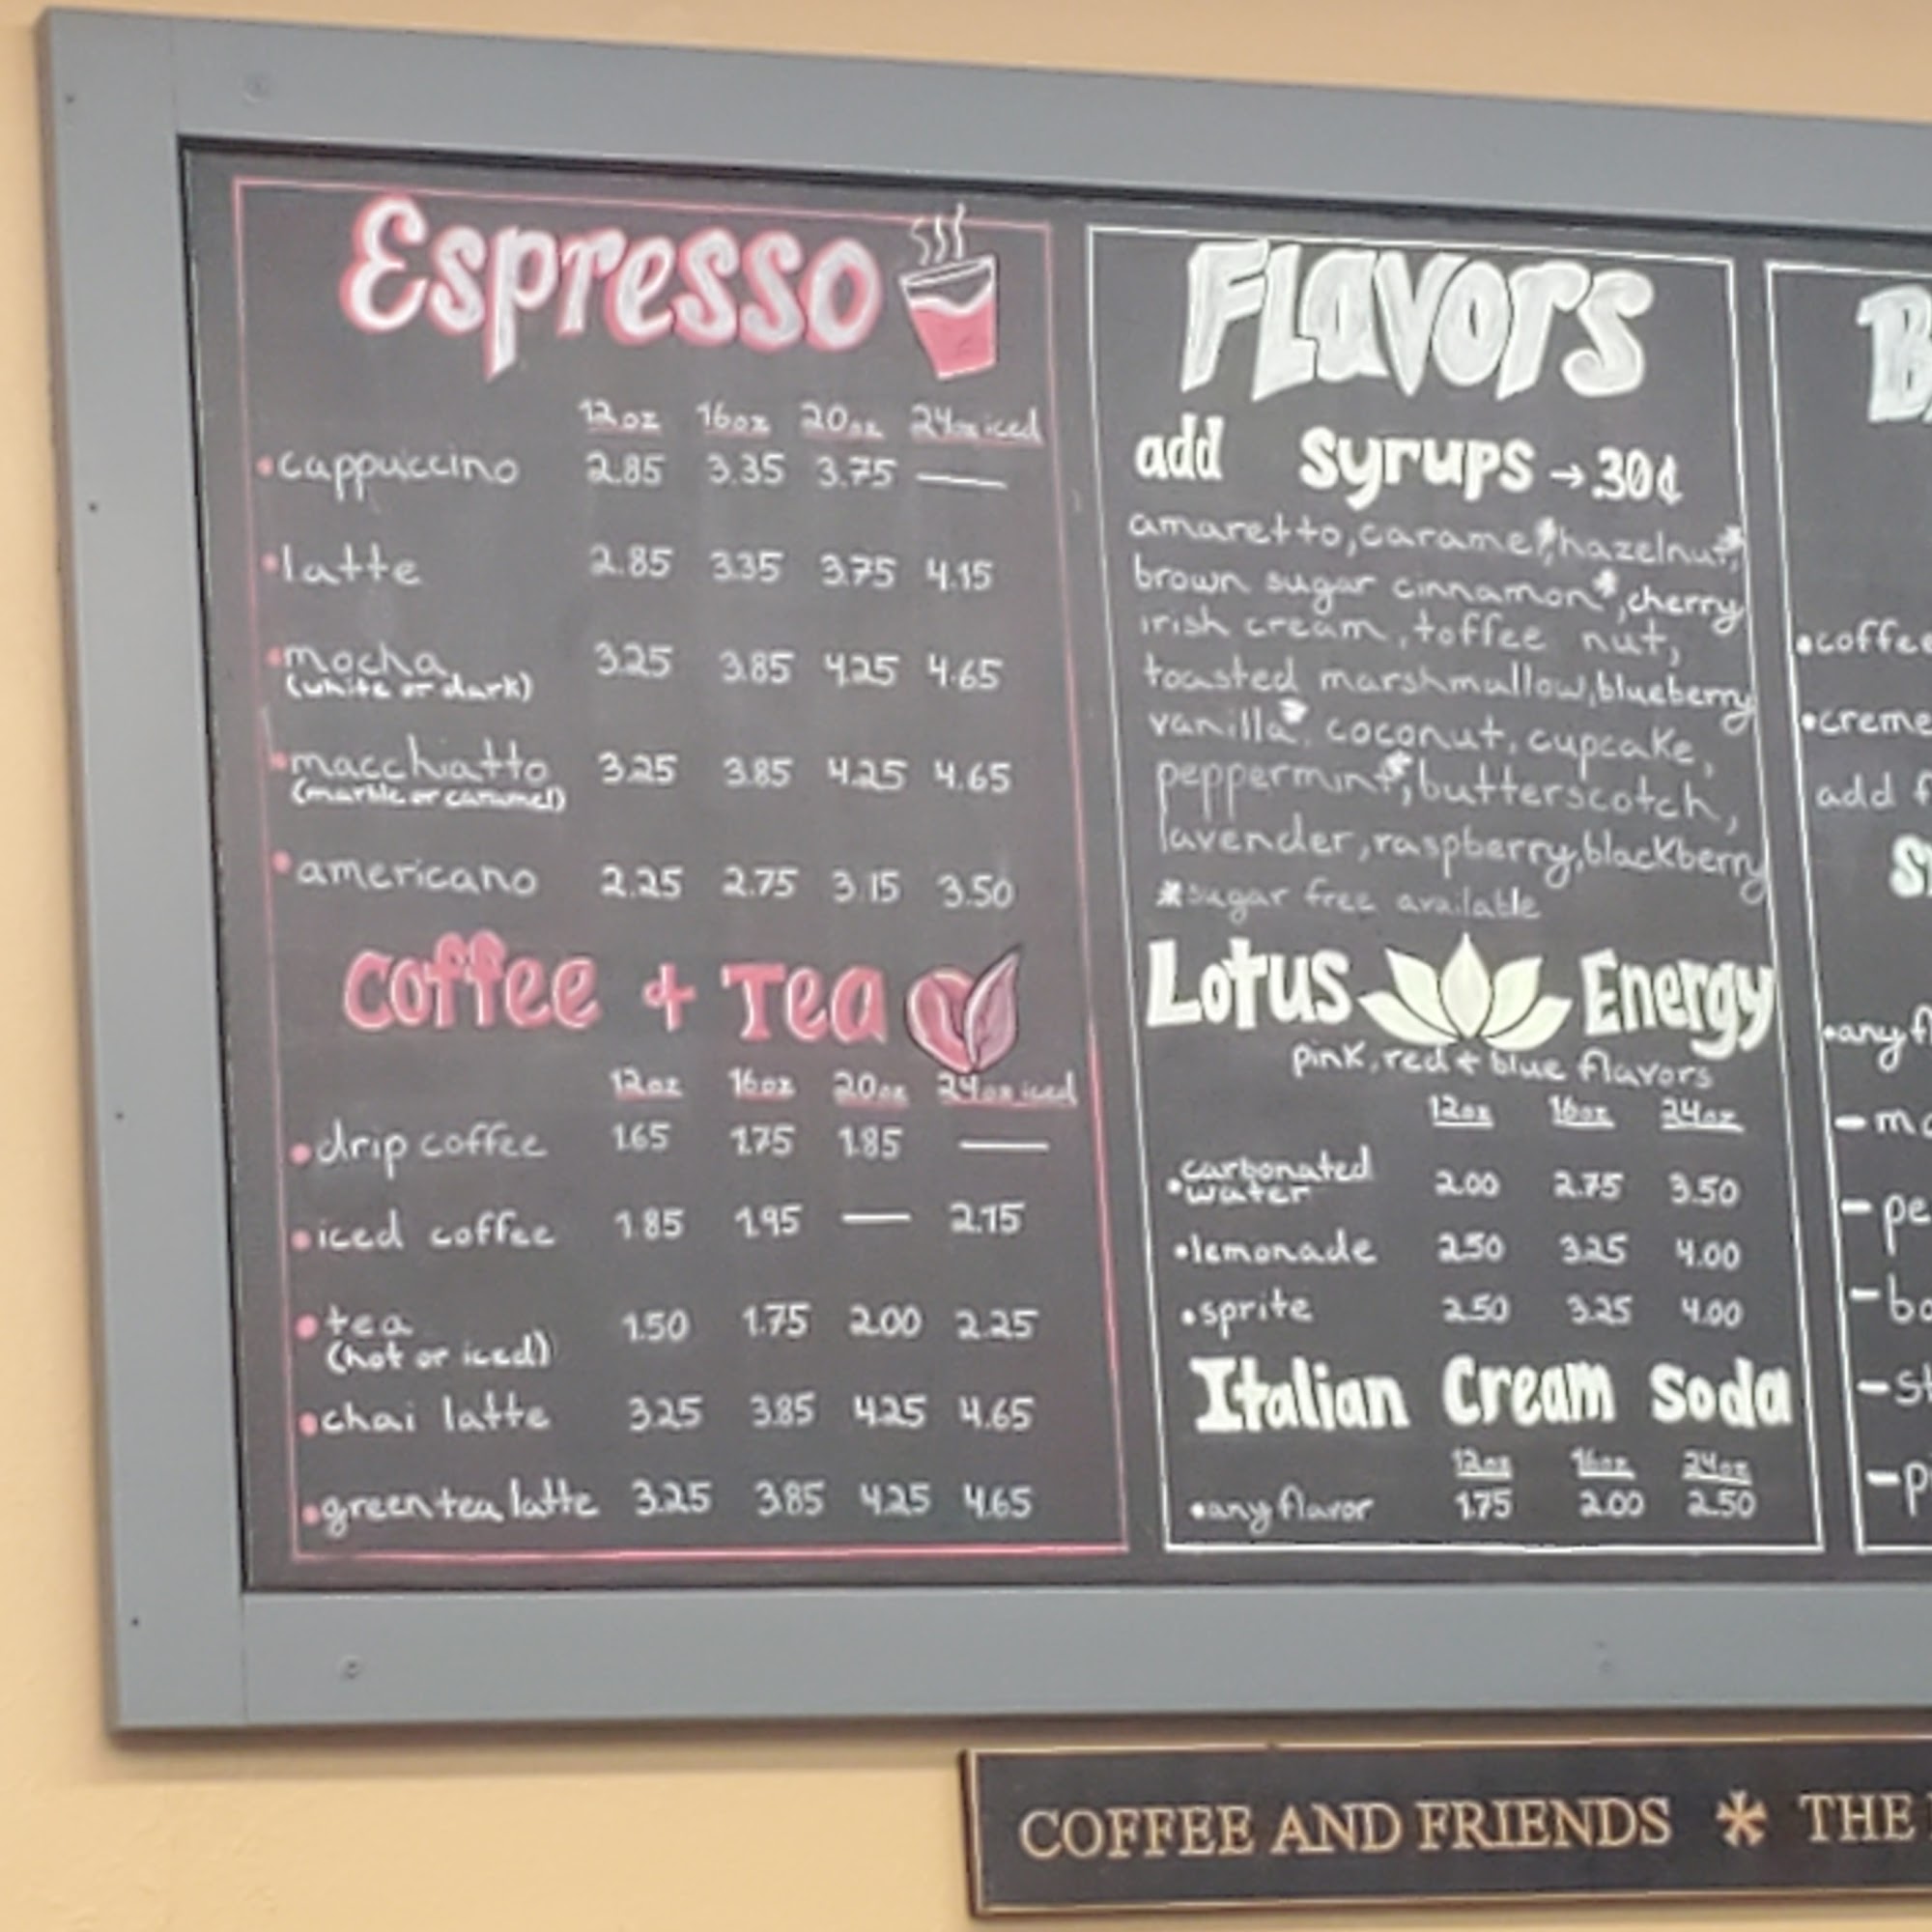 Espresso
12oz 16oz 20oz 24oz iced
•cappuccino 2.85 3.35 3.75 —
•latte 2.85 3.35 3.75 4.15
•mocha 3.25 3.85 4.25 4.65
(white or dark)
•macchiatto 3.25 3.85 4.25 4.65
(marble or caramel)
•americano 2.25 2.75 3.15 3.50
Coffee + Tea
12oz 16oz 20oz 24oz iced
•drip coffee 1.65 1.75 1.85 —
•iced coffee 1.85 1.95 — 2.15
•tea 1.50 1.75 2.00 2.25
(hot or iced)
•chai latte 3.25 3.85 4.25 4.65
•green tea latte 3.25 3.85 4.25 4.65
Flavors
add syrups → .30¢
amaretto, caramel*, hazelnut*,
brown sugar cinnamon*, cherry
irish cream, toffee nut,
toasted marshmallow, blueberry
vanilla*, coconut, cupcake,
peppermint*, butterscotch,
lavender, raspberry, blackberry
*sugar free available
Lotus Energy
pink, red + blue flavors
12oz 16oz 24oz
•carbonated
water 2.00 2.75 3.50
•lemonade 2.50 3.25 4.00
•sprite 2.50 3.25 4.00
Italian Cream Soda
12oz 16oz 24oz
•any flavor 1.75 2.00 2.50
•coffee
•creme
add f
•any fl
COFFEE AND FRIENDS * THE